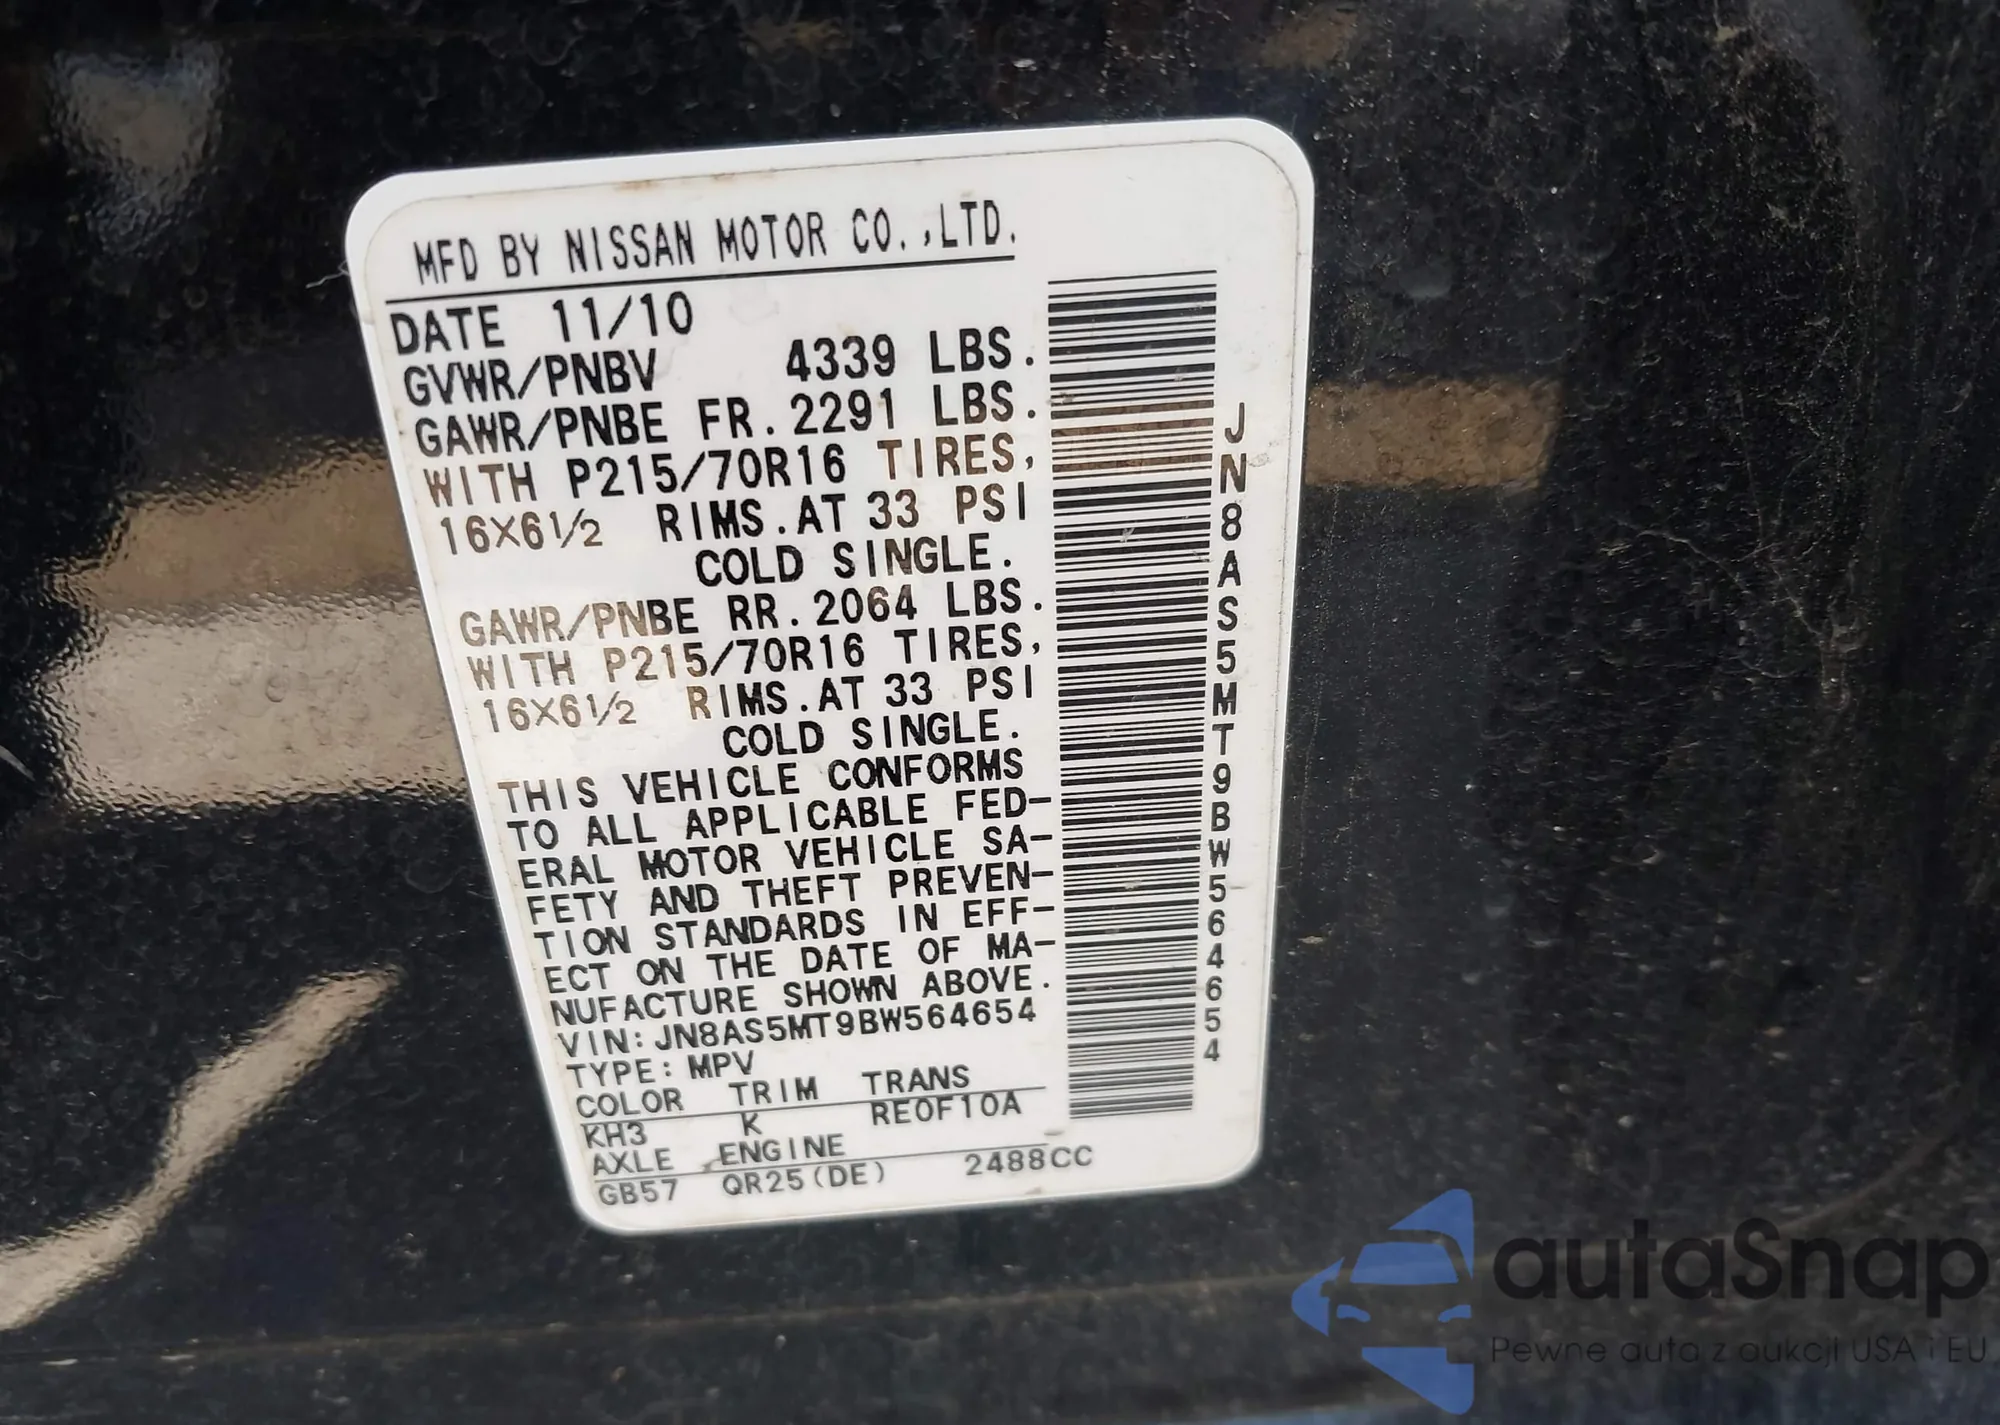 MFD BY NISSAN MOTOR CO.,LTD.
DATE 11/10
GVWR/PNBV 4339 LBS.
GAWR/PNBE FR.2291 LBS.
WITH P215/70R16 TIRES,
16X6½ RIMS.AT 33 PSI
COLD SINGLE.
GAWR/PNBE RR.2064 LBS.
WITH P215/70R16 TIRES,
16X6½ RIMS.AT 33 PSI
COLD SINGLE.
THIS VEHICLE CONFORMS
TO ALL APPLICABLE FED-
ERAL MOTOR VEHICLE SA-
FETY AND THEFT PREVEN-
TION STANDARDS IN EFF-
ECT ON THE DATE OF MA-
NUFACTURE SHOWN ABOVE.
VIN:JN8AS5MT9BW564654
TYPE:MPV
COLOR TRIM TRANS
KH3 K RE0F10A
AXLE ENGINE
GB57 QR25(DE) 2488CC
JN8AS5MT9BW564654
autaSnap
Pewne auta z aukcji USA i EU